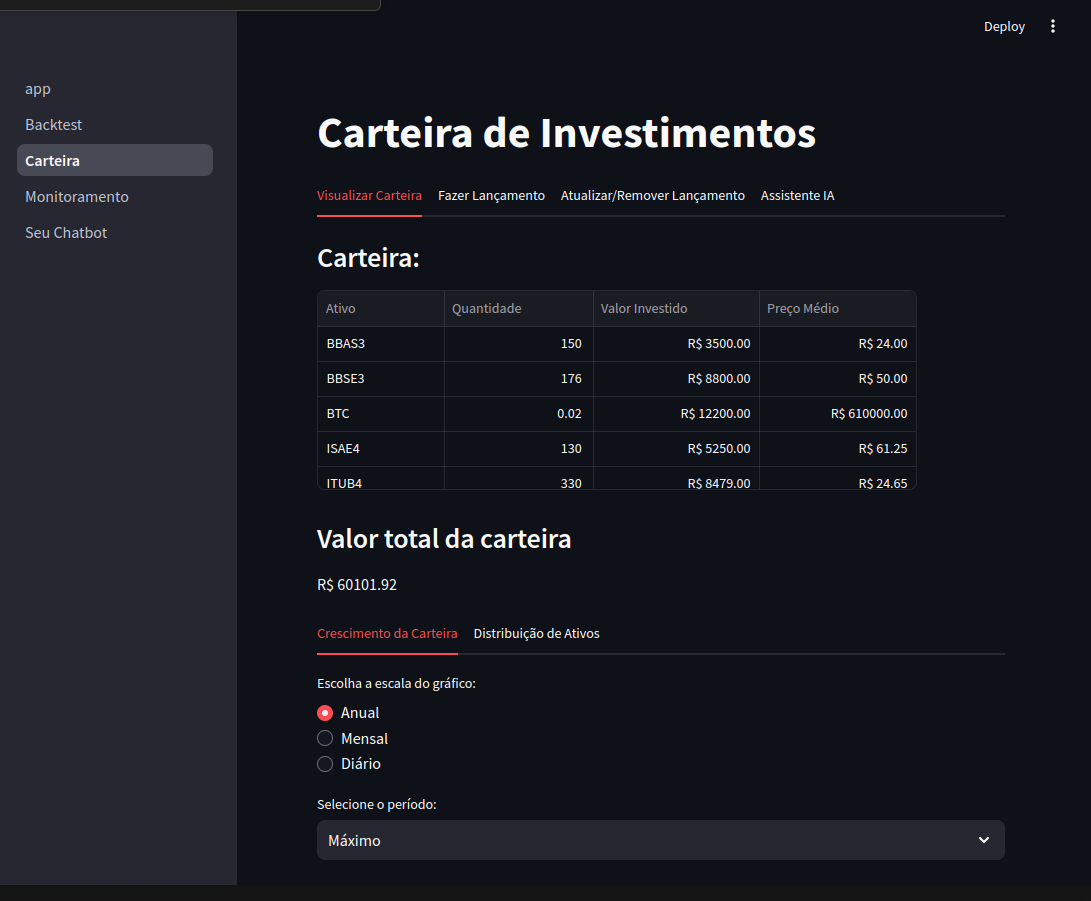 Deploy
app
Backtest
Carteira
Monitoramento
Seu Chatbot
Carteira de Investimentos
Visualizar Carteira Fazer Lançamento Atualizar/Remover Lançamento Assistente IA
Carteira:
Ativo Quantidade Valor Investido Preço Médio
BBAS3 150 R$ 3500.00 R$ 24.00
BBSE3 176 R$ 8800.00 R$ 50.00
BTC 0.02 R$ 12200.00 R$ 610000.00
ISAE4 130 R$ 5250.00 R$ 61.25
ITUB4 330 R$ 8479.00 R$ 24.65
Valor total da carteira
R$ 60101.92
Crescimento da Carteira Distribuição de Ativos
Escolha a escala do gráfico:
Anual
Mensal
Diário
Selecione o período:
Máximo